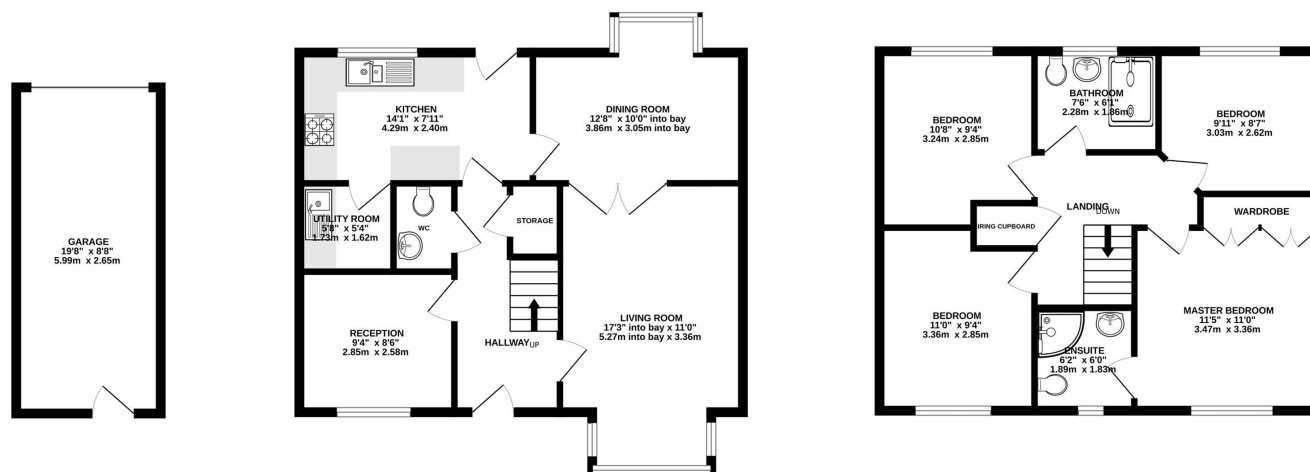 GARAGE
19'8" x 8'8"
5.99m x 2.65m
KITCHEN
14'1" x 7'11"
4.29m x 2.40m
DINING ROOM
12'8" x 10'0" into bay
3.86m x 3.05m into bay
UTILITY ROOM
5'8" x 5'4"
1.73m x 1.62m
WC
STORAGE
RECEPTION
9'4" x 8'6"
2.85m x 2.58m
HALLWAY
UP
LIVING ROOM
17'3" into bay x 11'0"
5.27m into bay x 3.36m
BEDROOM
10'8" x 9'4"
3.24m x 2.85m
BATHROOM
7'6" x 6'1"
2.28m x 1.86m
BEDROOM
9'11" x 8'7"
3.03m x 2.62m
LANDING
DOWN
IRING CUPBOARD
WARDROBE
BEDROOM
11'0" x 9'4"
3.36m x 2.85m
ENSUITE
6'2" x 6'0"
1.89m x 1.83m
MASTER BEDROOM
11'5" x 11'0"
3.47m x 3.36m